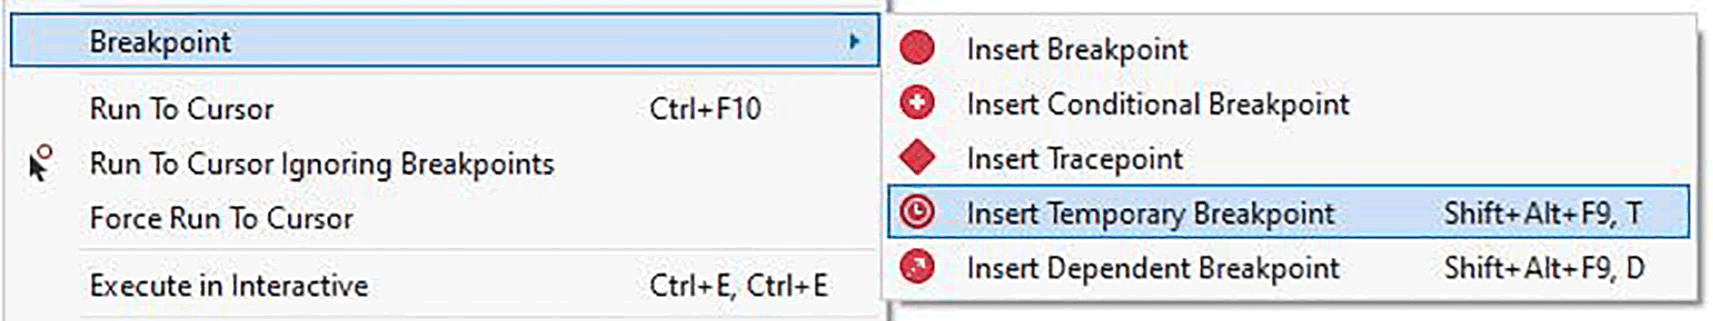 Breakpoint
Run To Cursor Ctrl+F10
Run To Cursor Ignoring Breakpoints
Force Run To Cursor
Execute in Interactive Ctrl+E, Ctrl+E
Insert Breakpoint
Insert Conditional Breakpoint
Insert Tracepoint
Insert Temporary Breakpoint Shift+Alt+F9, T
Insert Dependent Breakpoint Shift+Alt+F9, D